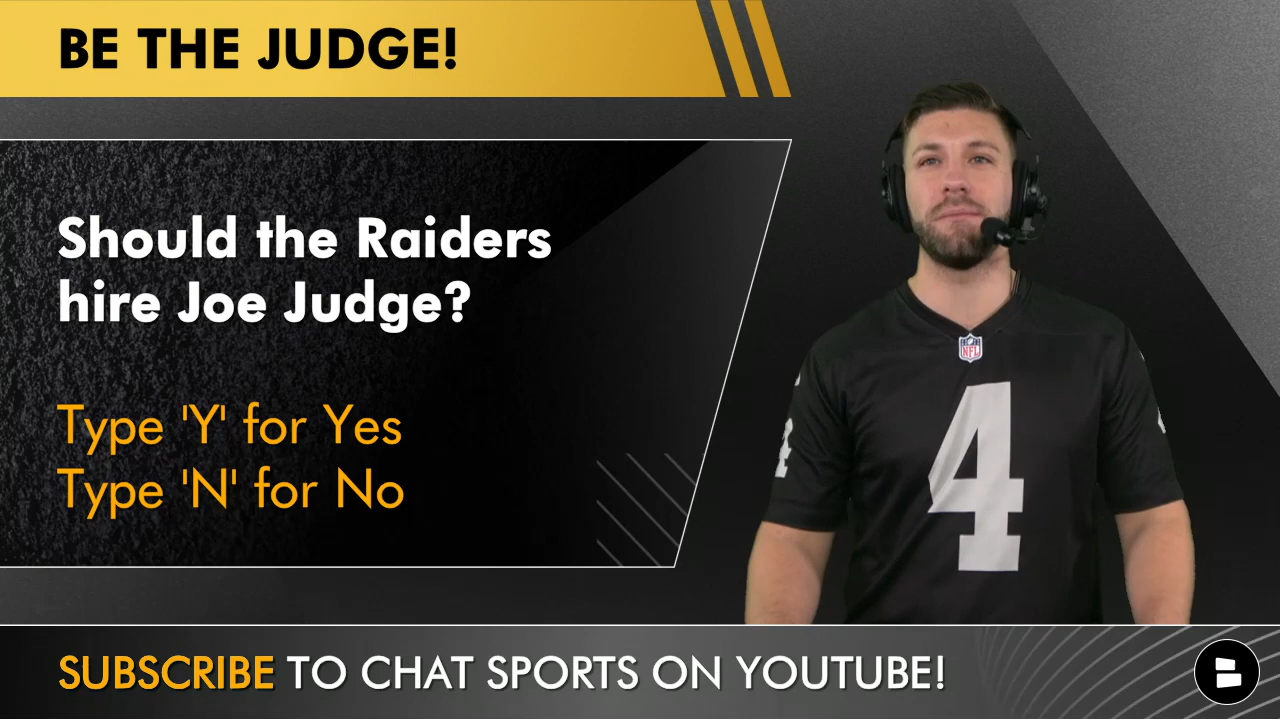 BE THE JUDGE!
Should the Raiders
hire Joe Judge?
Type 'Y' for Yes
Type 'N' for No
NFL
4
4
SUBSCRIBE TO CHAT SPORTS ON YOUTUBE!